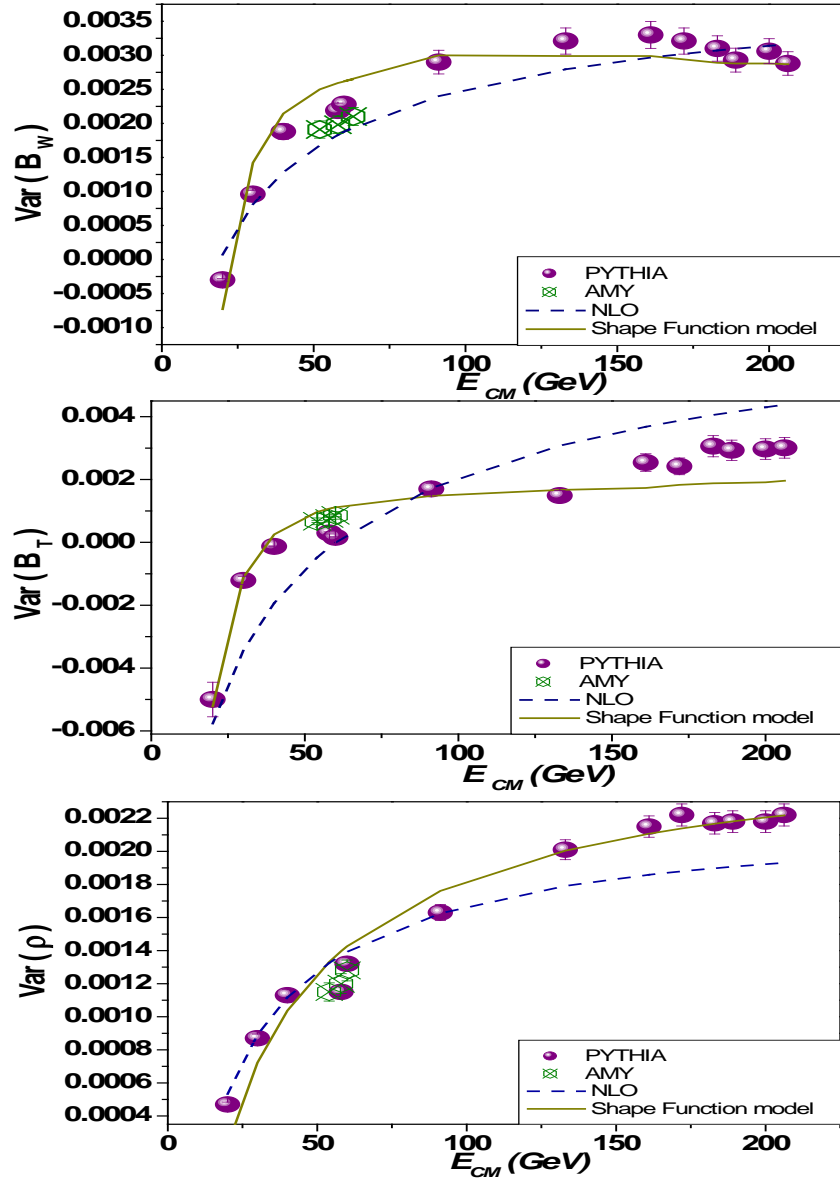 0.0035
0.0030
0.0025
0.0020
0.0015
0.0010
0.0005
0.0000
-0.0005
-0.0010
Var ( B_W )
PYTHIA
AMY
NLO
Shape Function model
0 50 100 150 200
E_CM (GeV)
0.004
0.002
0.000
-0.002
-0.004
-0.006
Var ( B_T )
PYTHIA
AMY
NLO
Shape Function model
0 50 100 150 200
E_CM (GeV)
0.0022
0.0020
0.0018
0.0016
0.0014
0.0012
0.0010
0.0008
0.0006
0.0004
Var (ρ)
PYTHIA
AMY
NLO
Shape Function model
0 50 100 150 200
E_CM (GeV)